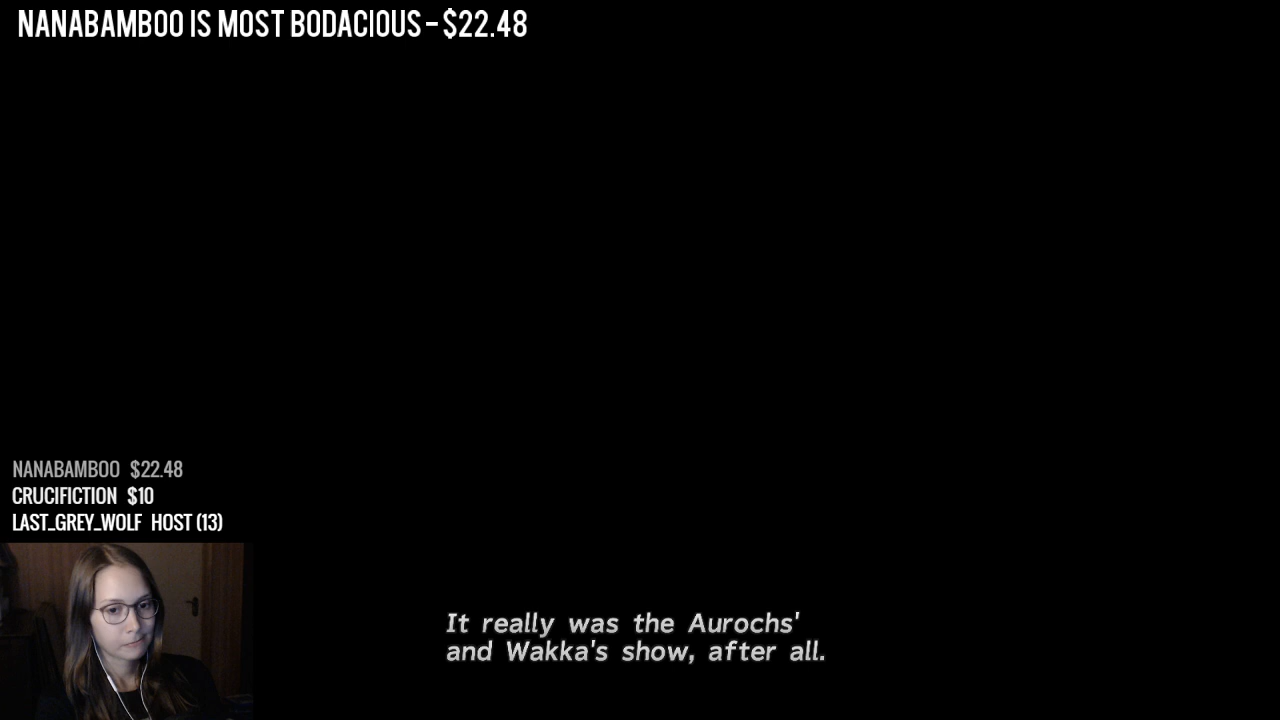 NANABAMBOO IS MOST BODACIOUS - $22.48
NANABAMBOO $22.48
CRUCIFICTION $10
LAST_GREY_WOLF HOST (13)
It really was the Aurochs'
and Wakka's show, after all.